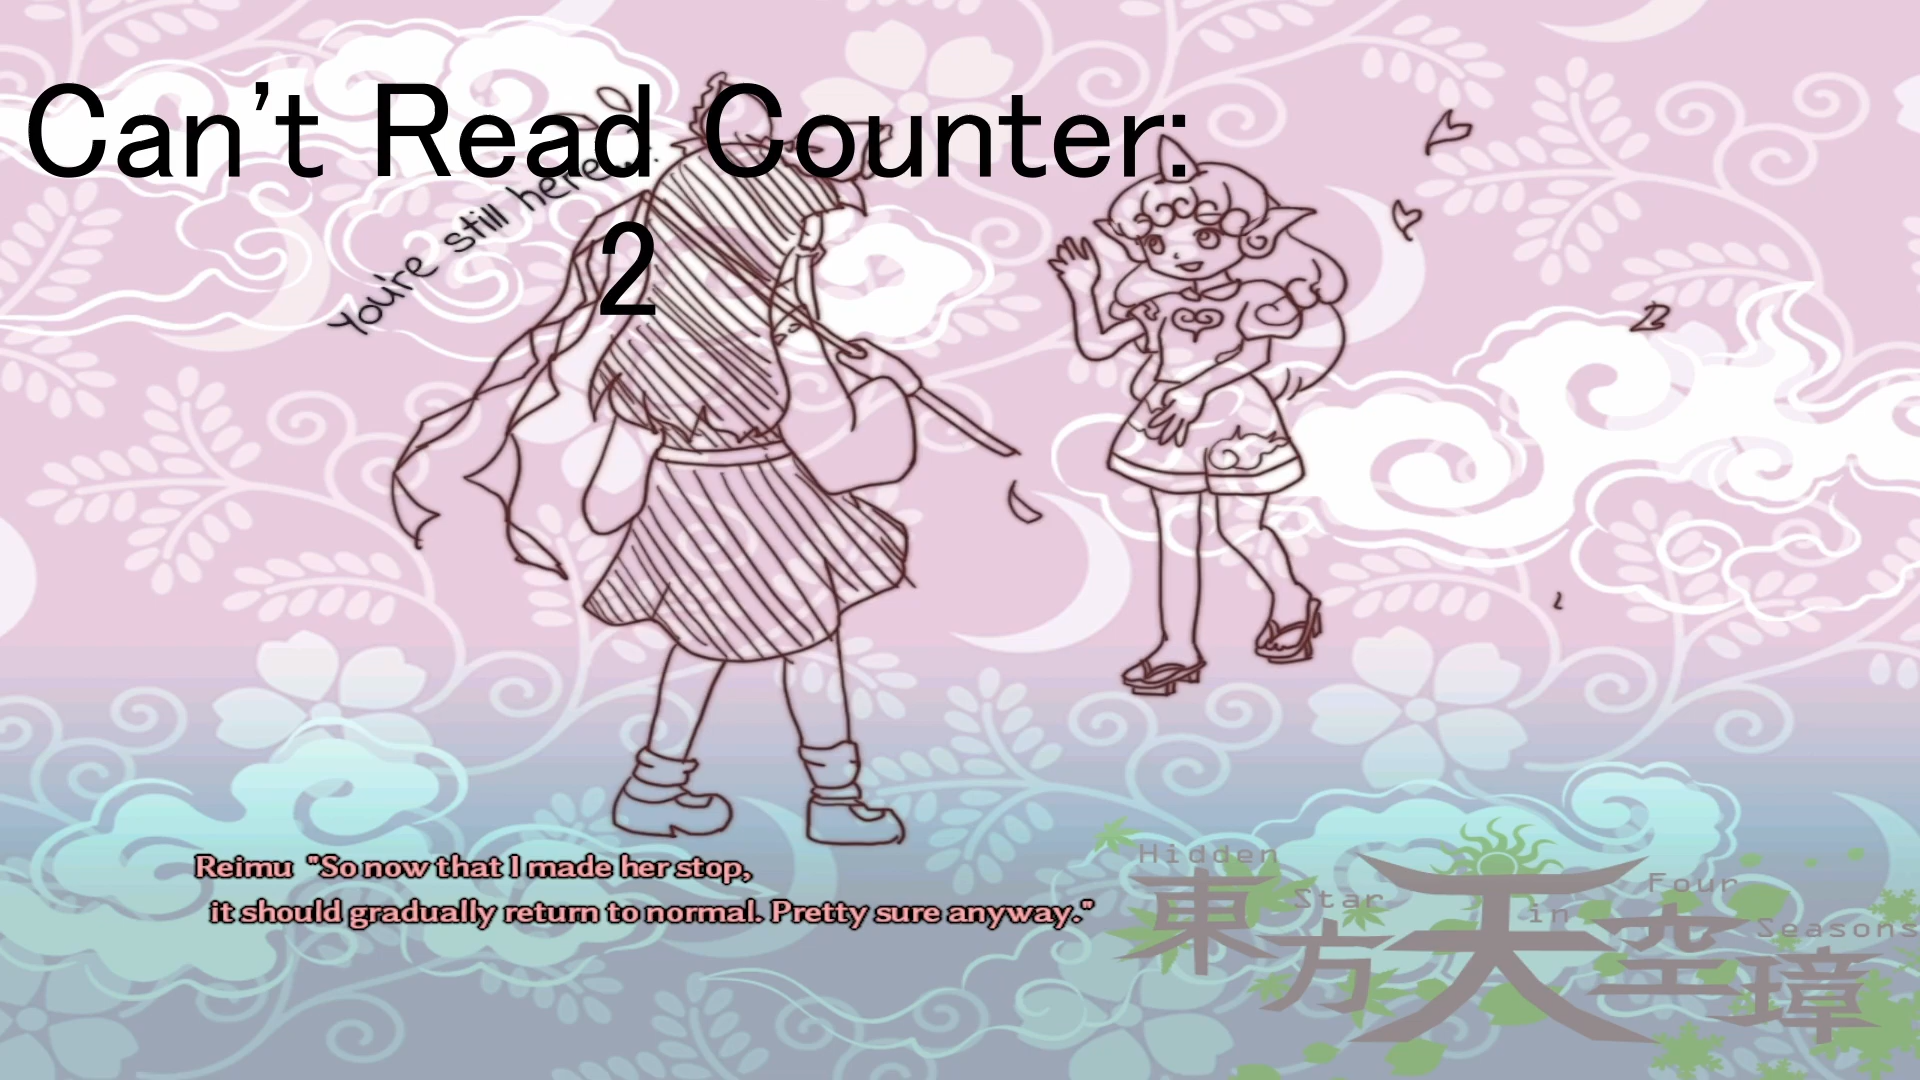 Can't Read Counter:
2
You're still here...?
Reimu "So now that I made her stop,
it should gradually return to normal. Pretty sure anyway."
Hidden
Star
in
Four
Seasons
東方天空璋